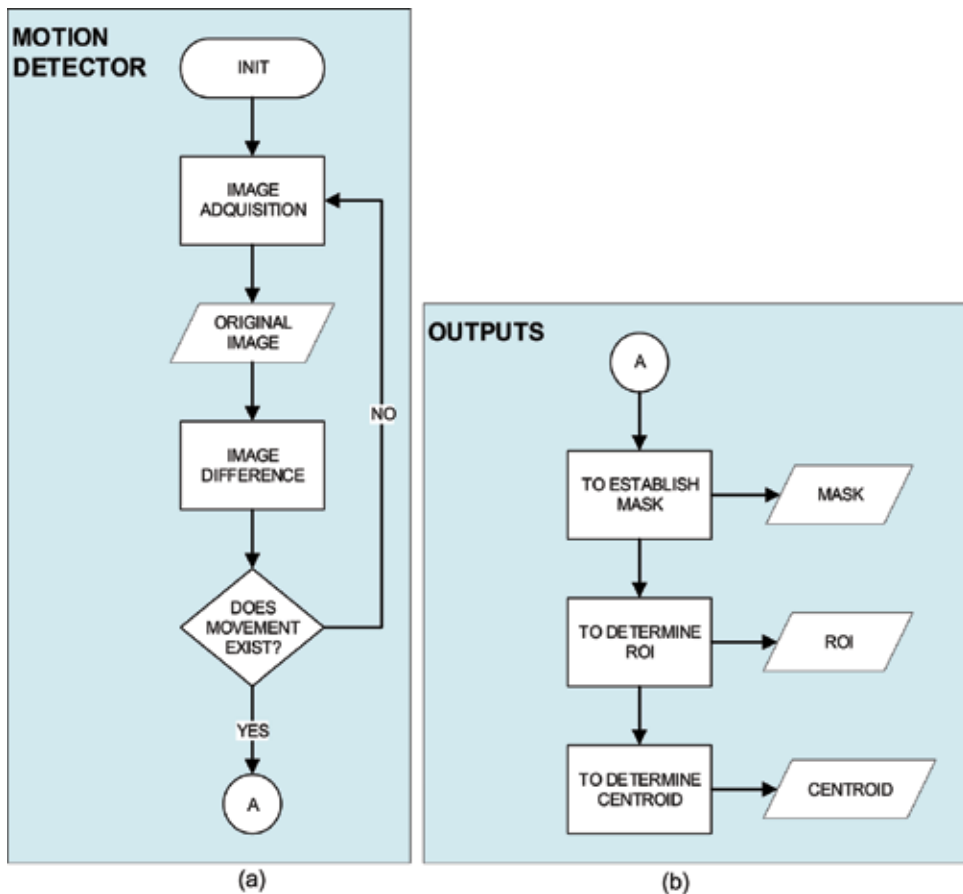 MOTION
DETECTOR
INIT
IMAGE
ADQUISITION
ORIGINAL
IMAGE
NO
IMAGE
DIFFERENCE
DOES
MOVEMENT
EXIST?
YES
A
(a)
OUTPUTS
A
TO ESTABLISH
MASK
MASK
TO DETERMINE
ROI
ROI
TO DETERMINE
CENTROID
CENTROID
(b)